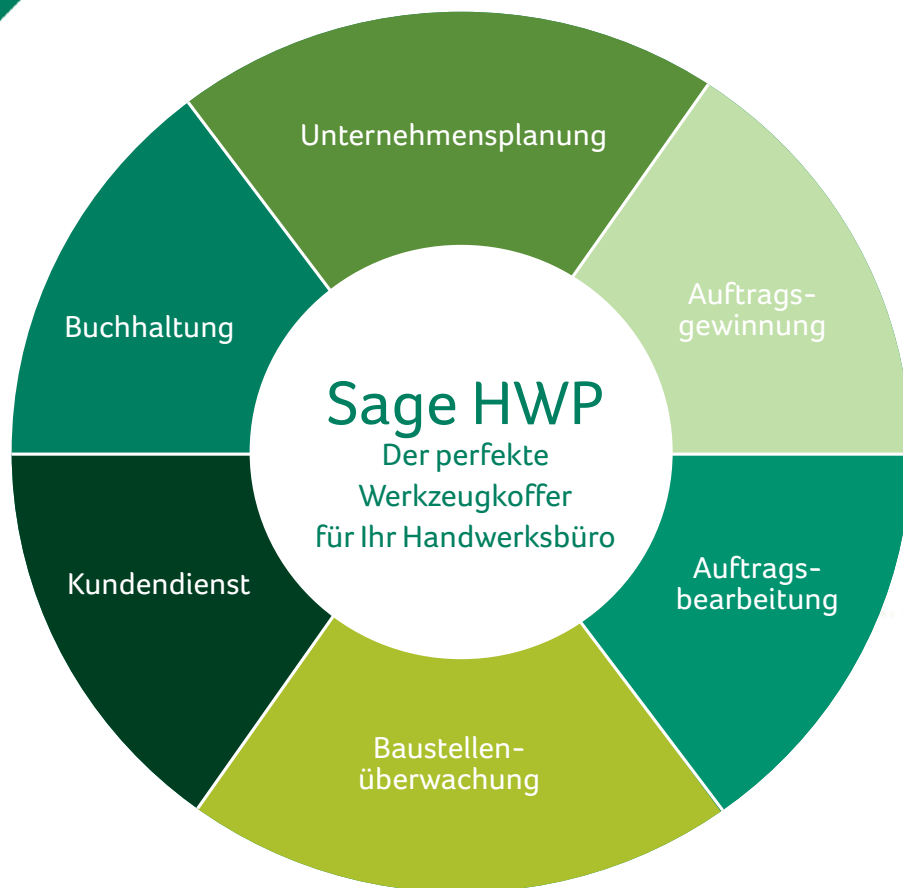 Unternehmensplanung
Auftrags-
gewinnung
Buchhaltung
Sage HWP
Der perfekte
Werkzeugkoffer
für Ihr Handwerksbüro
Auftrags-
bearbeitung
Kundendienst
Baustellen-
überwachung